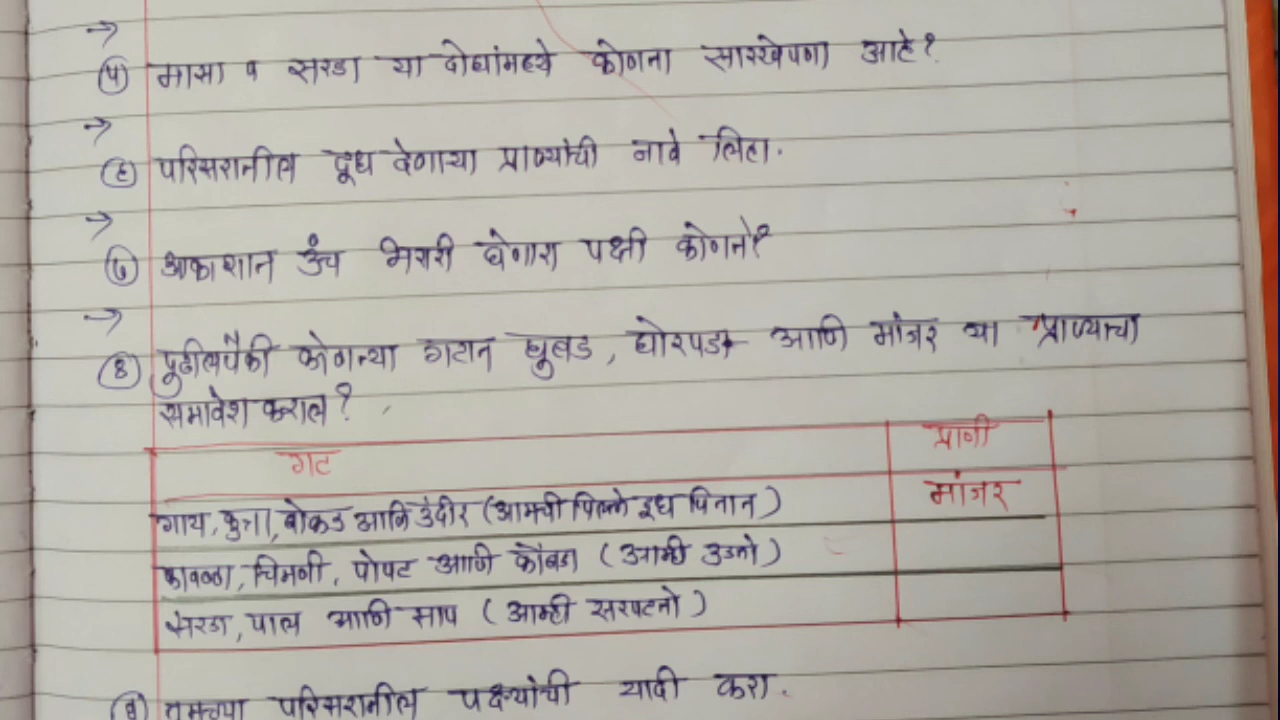 →
(५) मासा व सरडा या दोघांमध्ये कोणता सारखेपणा आहे?
→
(६) परिसरातील दूध देणाऱ्या प्राण्यांची नावे लिहा.
→
(७) आकाशात उंच भरारी घेणारा पक्षी कोणते?
→
(८) पुढीलपैकी कोणत्या गटात घुबड, घोरपड आणि मांजर या प्राण्याचा
समावेश कराल?
गट प्राणी
गाय, कुत्रा, बोकड आणि उंदीर (आमची पिल्ले दूध पितात) मांजर
कावळा, चिमणी, पोपट आणि कोंबडा (आम्ही उडतो)
सरडा, पाल आणि साप (आम्ही सरपटतो)
(९) तुमच्या परिसरातील पक्ष्यांची यादी करा.